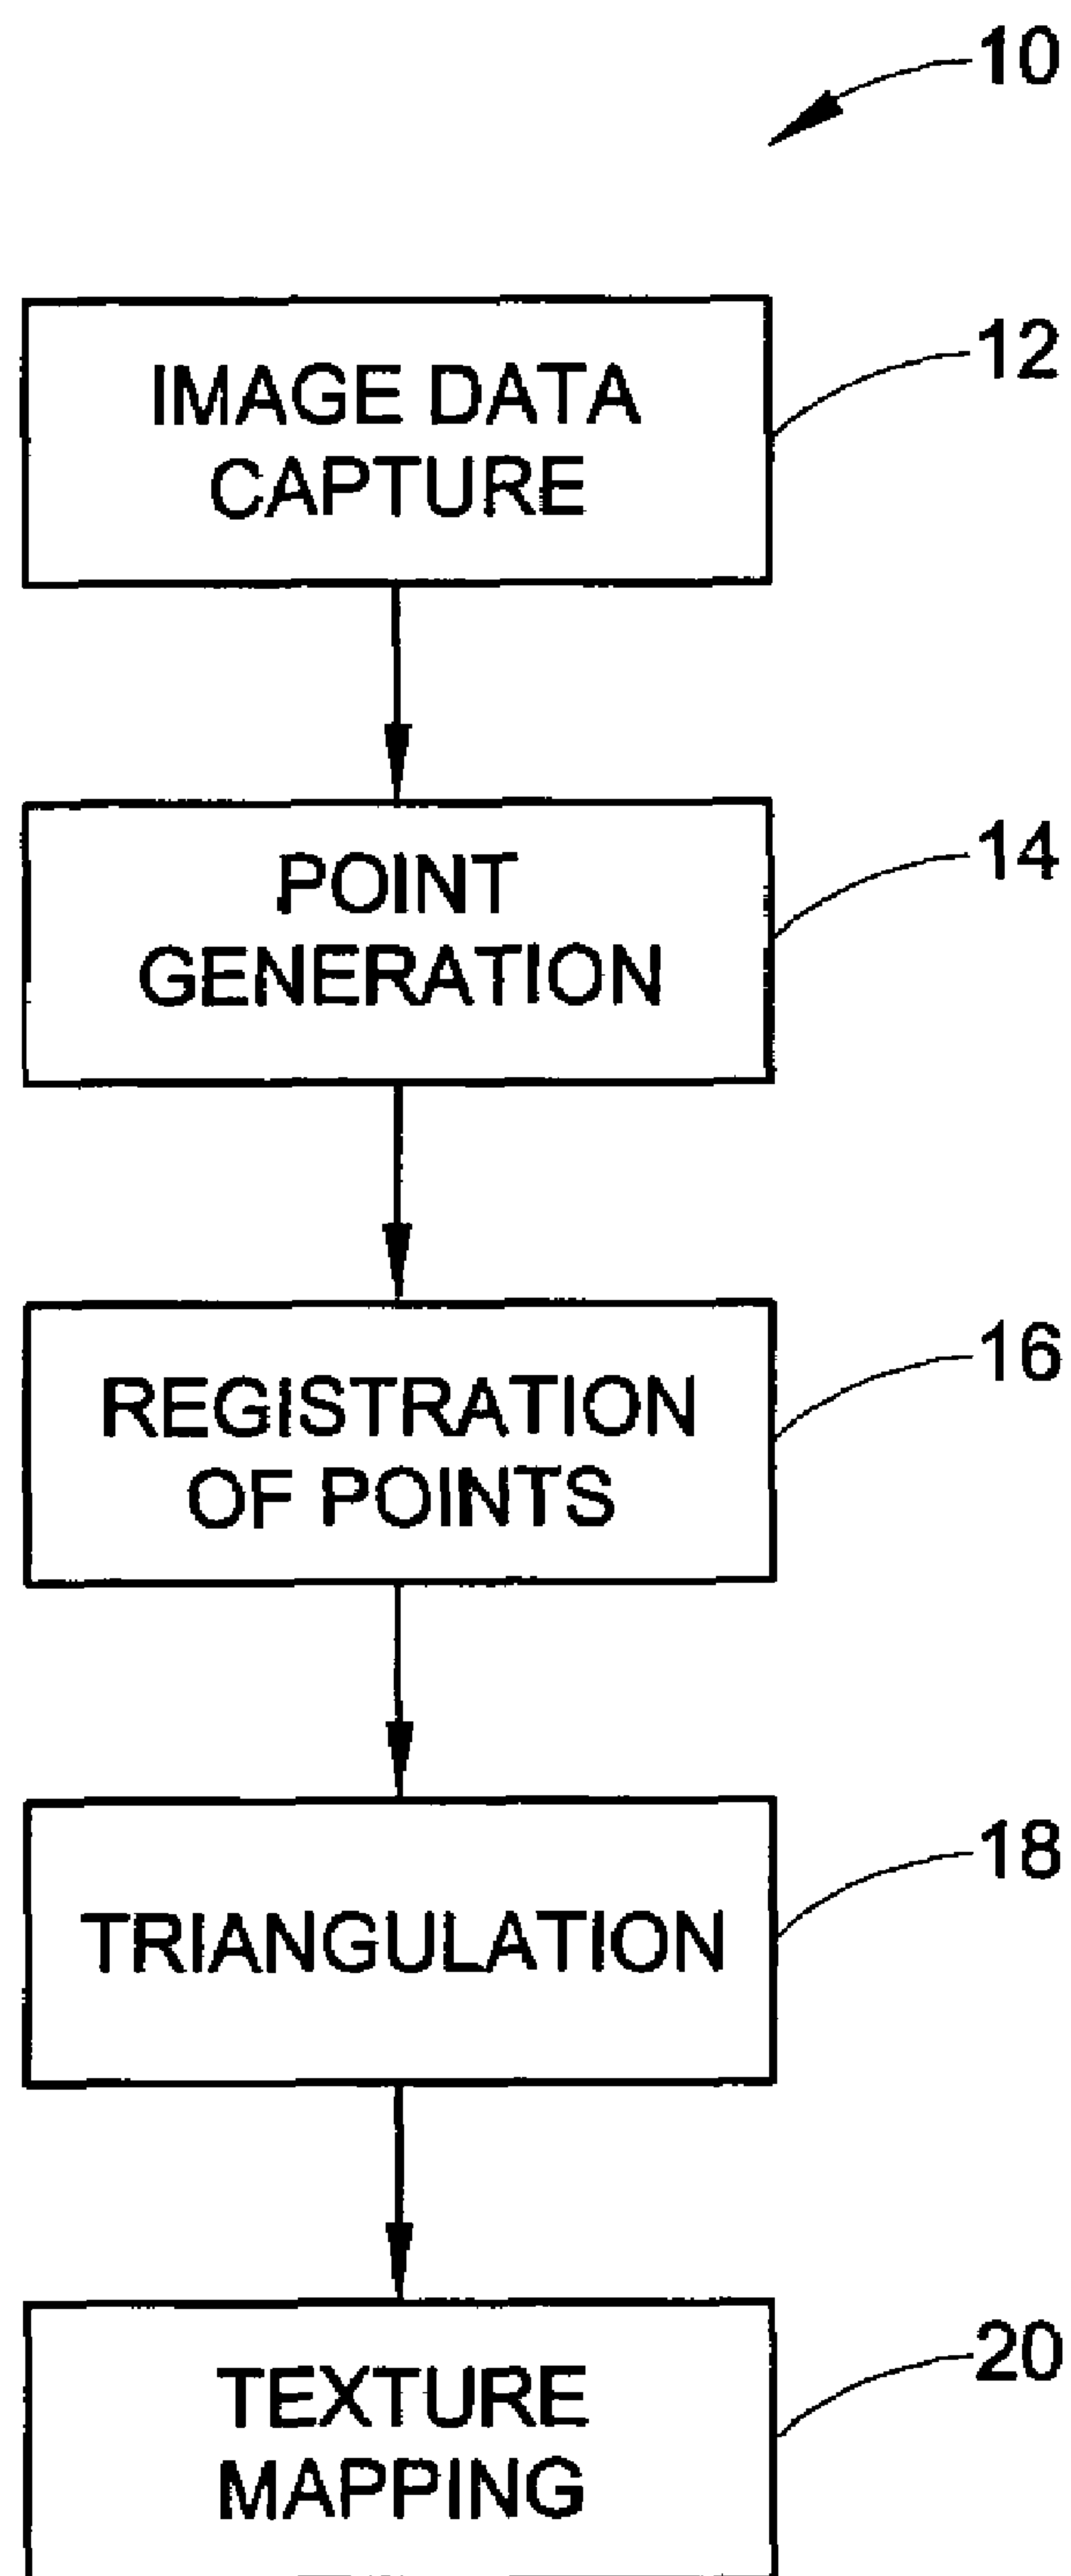 10
IMAGE DATA
CAPTURE
12
POINT
GENERATION
14
REGISTRATION
OF POINTS
16
TRIANGULATION
18
TEXTURE
MAPPING
20